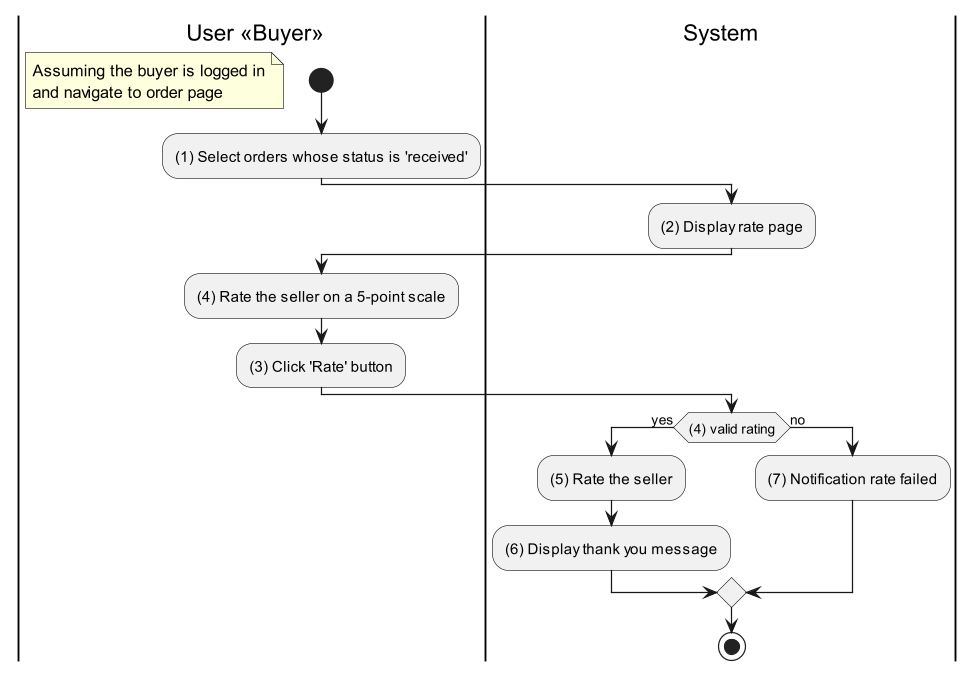 User «Buyer»
System
Assuming the buyer is logged in
and navigate to order page
(1) Select orders whose status is 'received'
(2) Display rate page
(4) Rate the seller on a 5-point scale
(3) Click 'Rate' button
(4) valid rating
yes
no
(5) Rate the seller
(7) Notification rate failed
(6) Display thank you message